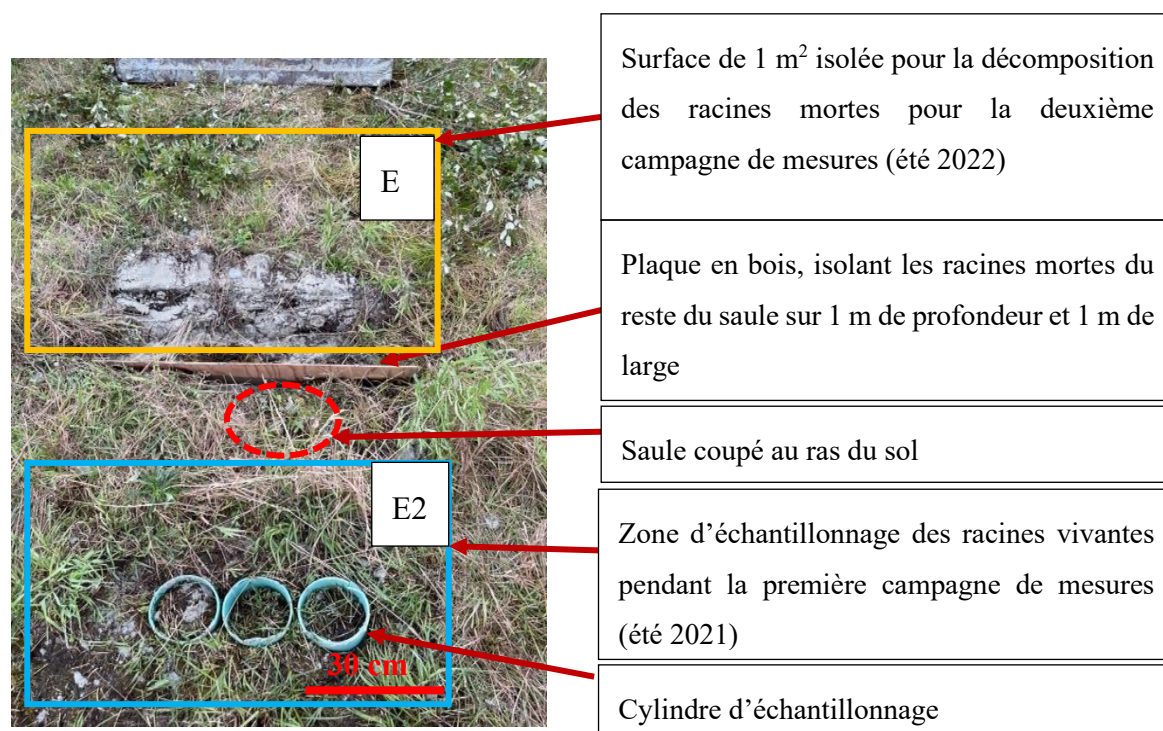 Surface de 1 m² isolée pour la décomposition
des racines mortes pour la deuxième
campagne de mesures (été 2022)
E
Plaque en bois, isolant les racines mortes du
reste du saule sur 1 m de profondeur et 1 m de
large
Saule coupé au ras du sol
E2
Zone d'échantillonnage des racines vivantes
pendant la première campagne de mesures
(été 2021)
30 cm
Cylindre d'échantillonnage